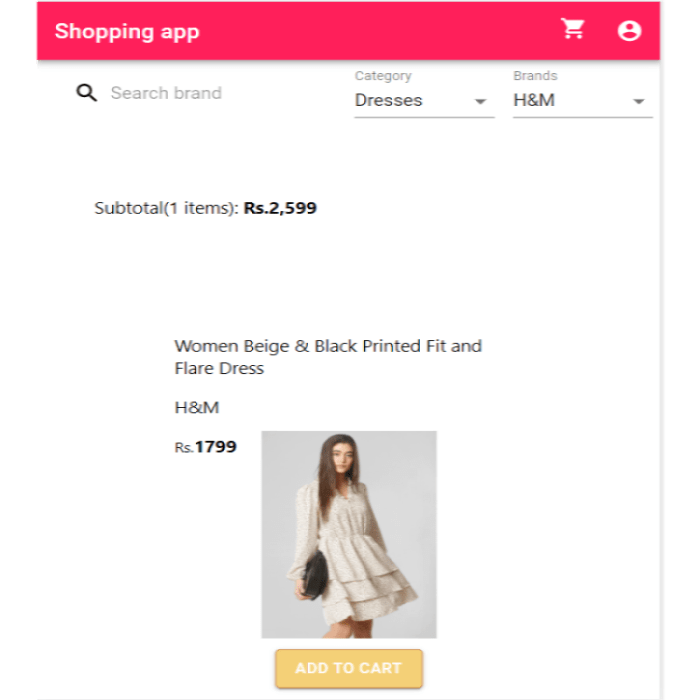 Shopping app
Search brand
Category
Dresses
Brands
H&M
Subtotal(1 items): Rs.2,599
Women Beige & Black Printed Fit and
Flare Dress
H&M
Rs.1799
ADD TO CART